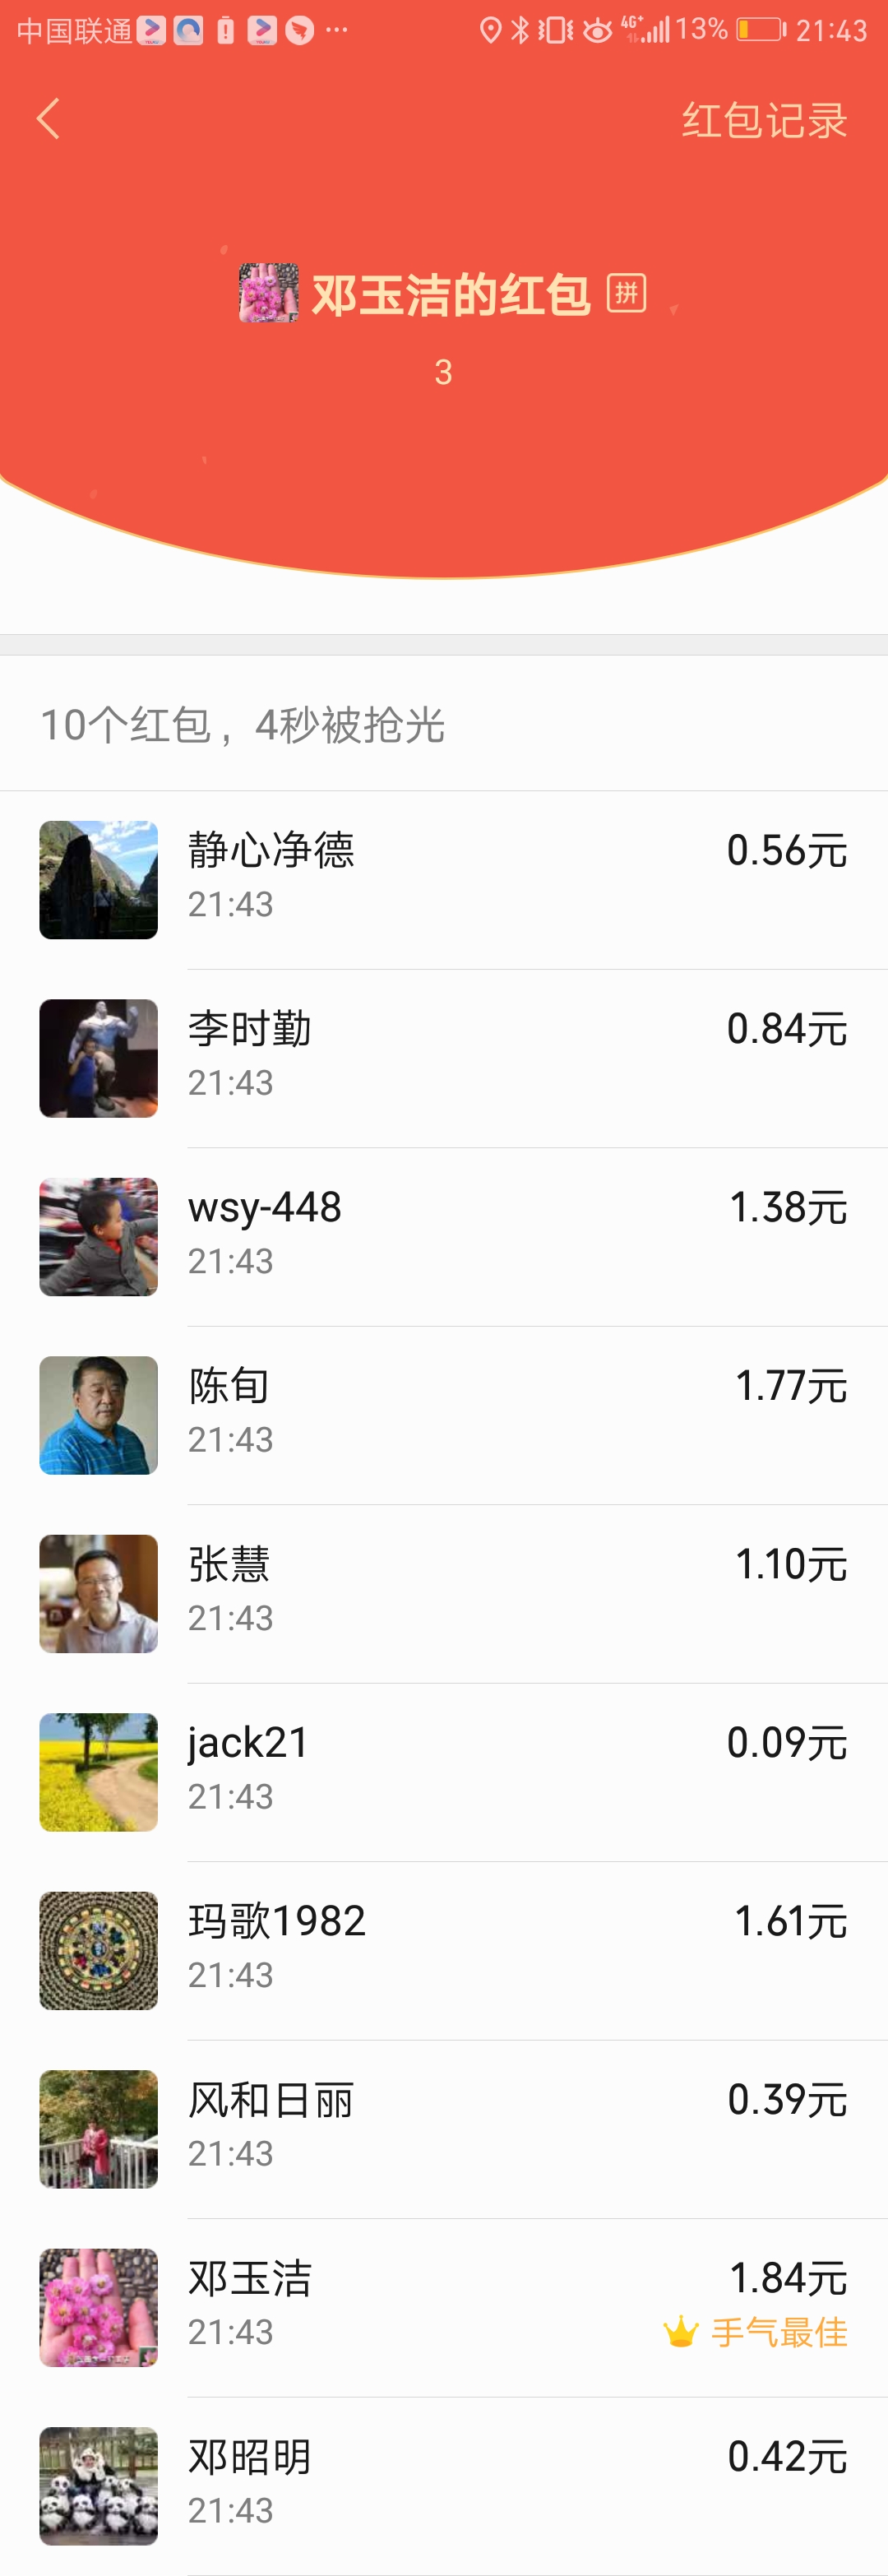 中国联通 ··· 4G+ 13% 21:43
红包记录
邓玉洁的红包 拼
3
10个红包，4秒被抢光
静心净德 0.56元
21:43
李时勤 0.84元
21:43
wsy-448 1.38元
21:43
陈旬 1.77元
21:43
张慧 1.10元
21:43
jack21 0.09元
21:43
玛歌1982 1.61元
21:43
风和日丽 0.39元
21:43
邓玉洁 1.84元
21:43 手气最佳
邓昭明 0.42元
21:43